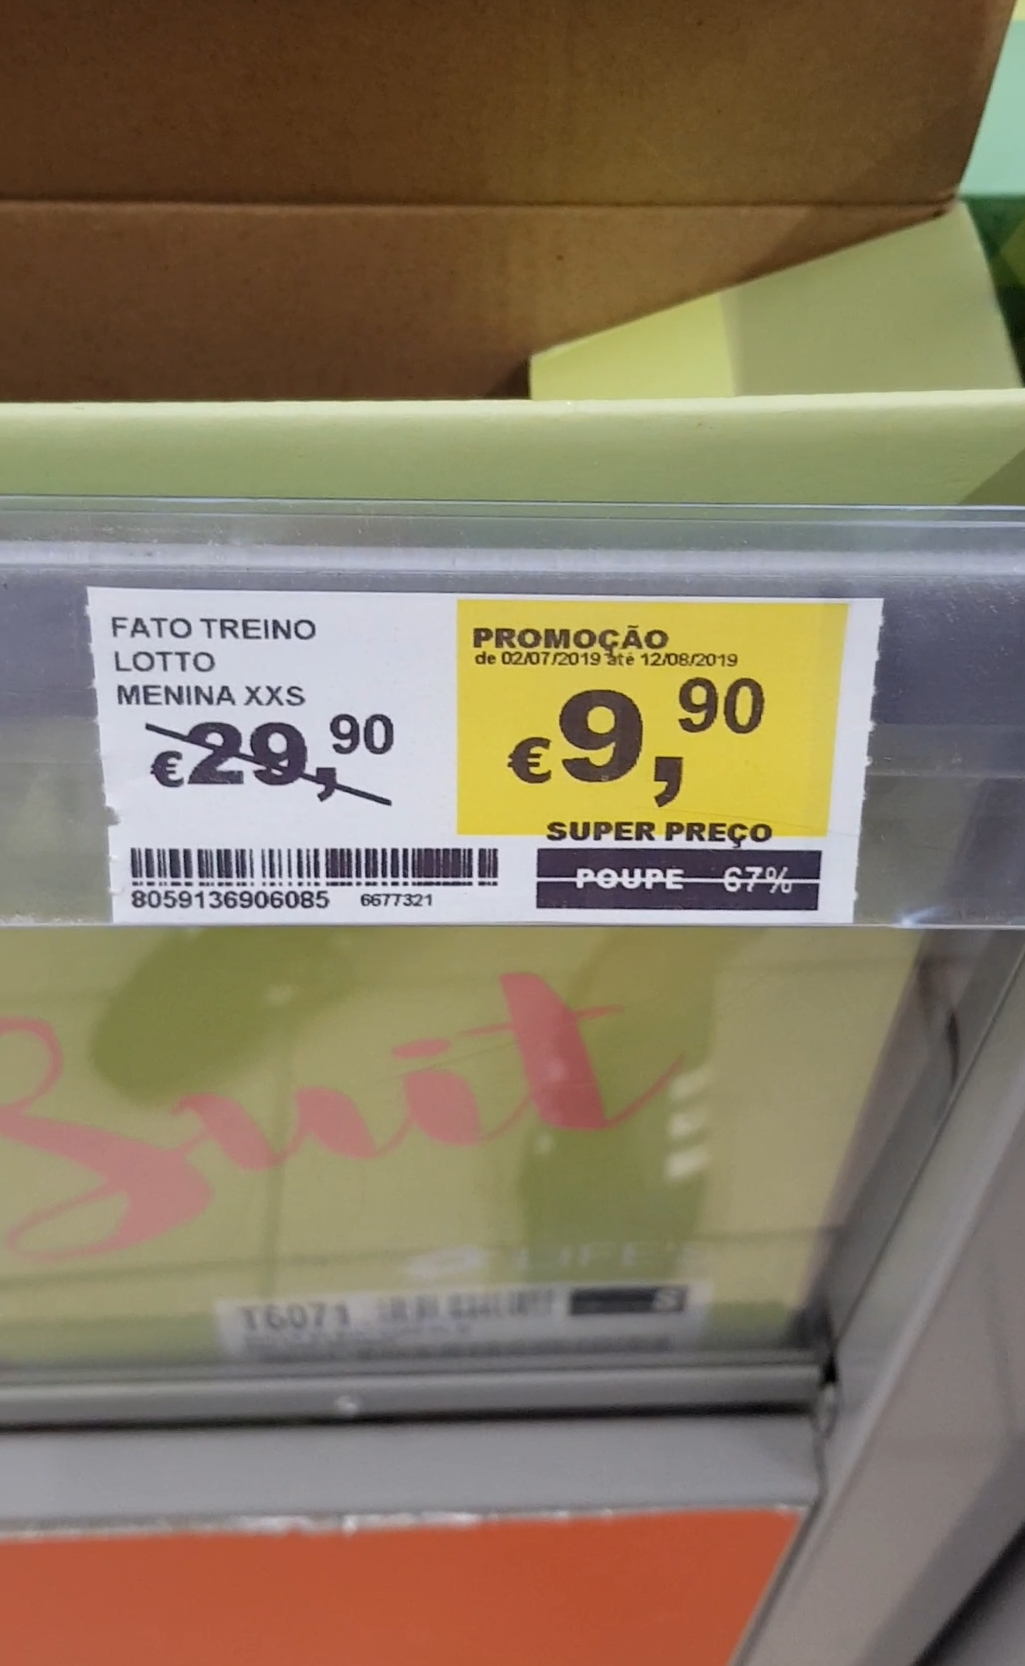 FATO TREINO
LOTTO
MENINA XXS
€29,90
8059136906085 6677321
PROMOÇÃO
de 02/07/2019 até 12/08/2019
€9,90
SUPER PREÇO
POUPE 67%
LIFE'S
T6071
S